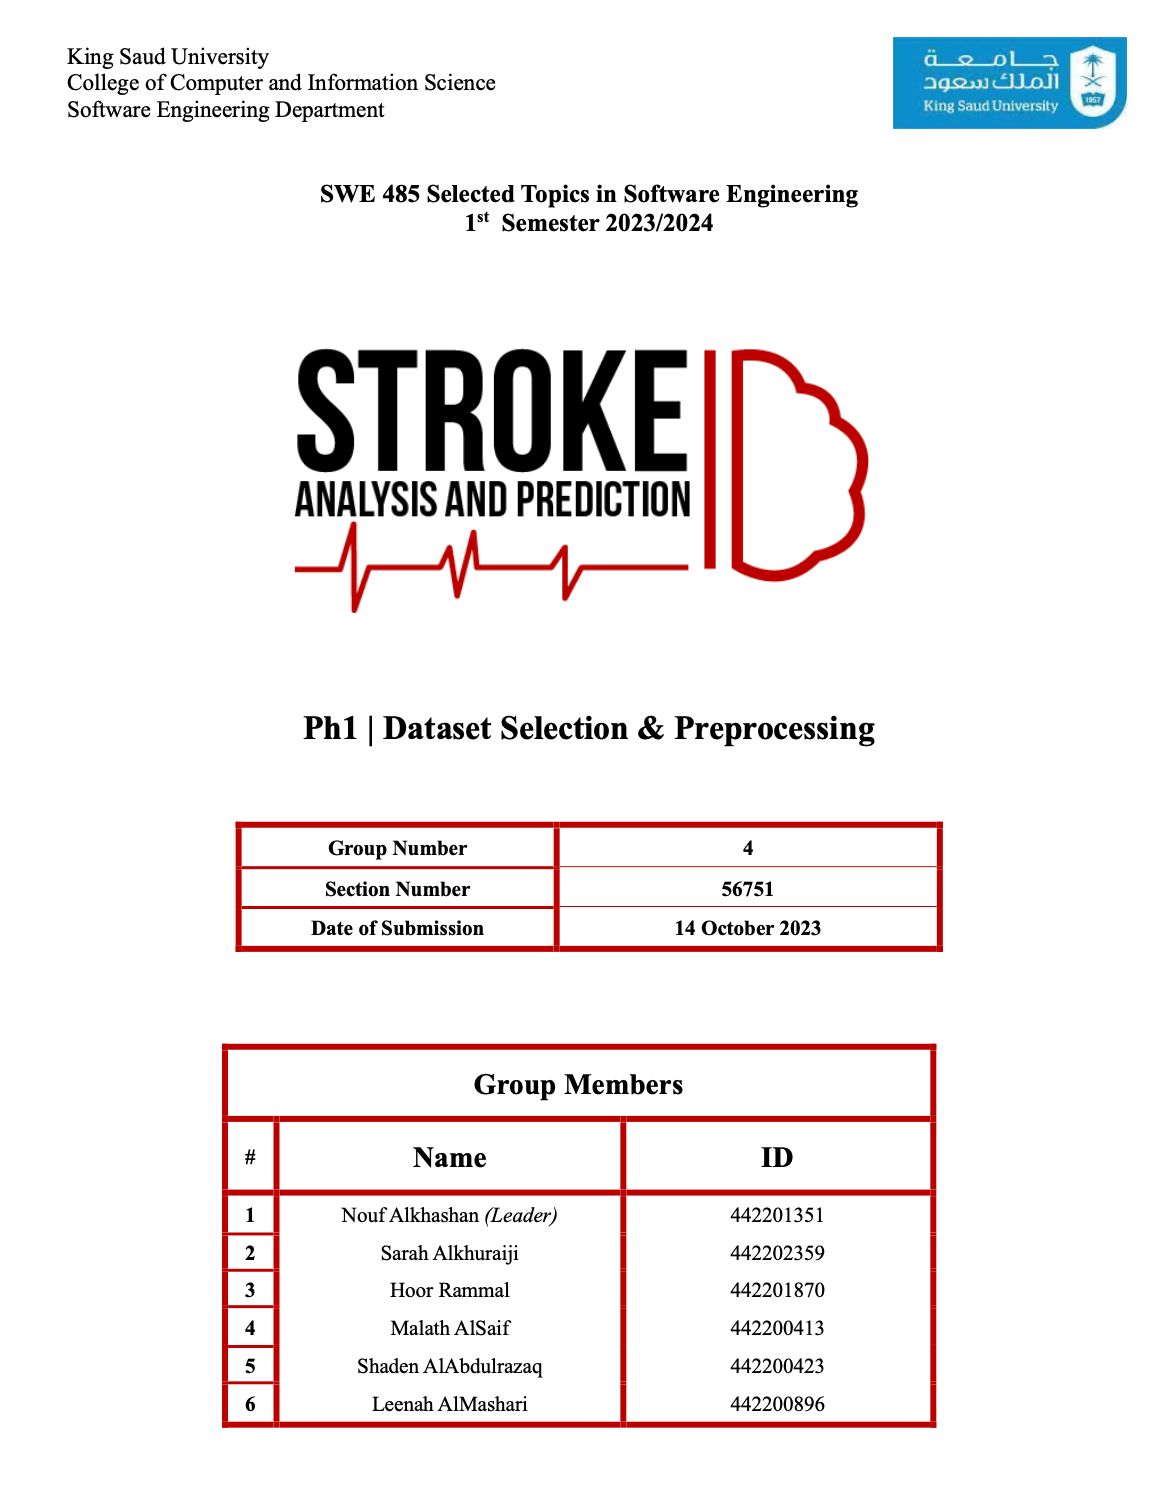 King Saud University
College of Computer and Information Science
Software Engineering Department
جامعة
الملك سعود
King Saud University
1957
SWE 485 Selected Topics in Software Engineering
1st Semester 2023/2024
STROKE
ANALYSIS AND PREDICTION
Ph1 | Dataset Selection & Preprocessing
Group Number 4
Section Number 56751
Date of Submission 14 October 2023
Group Members
# Name ID
1 Nouf Alkhashan (Leader) 442201351
2 Sarah Alkhuraiji 442202359
3 Hoor Rammal 442201870
4 Malath AlSaif 442200413
5 Shaden AlAbdulrazaq 442200423
6 Leenah AlMashari 442200896